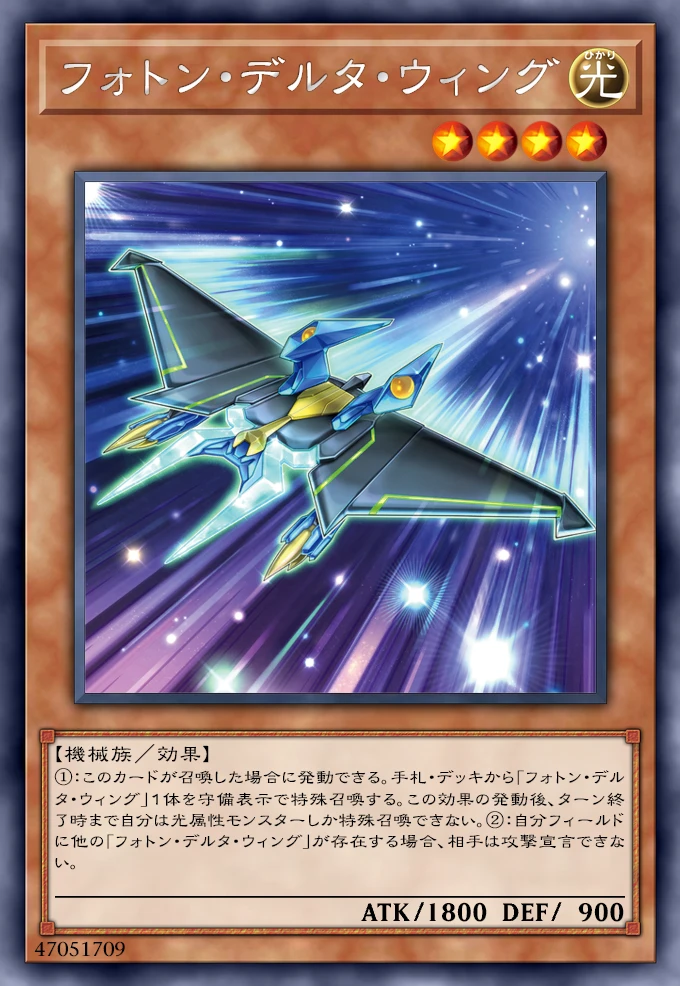 フォトン・デルタ・ウィング
ひかり
光
【機械族／効果】
①：このカードが召喚した場合に発動できる。手札・デッキから「フォトン・デル
タ・ウィング」1体を守備表示で特殊召喚する。この効果の発動後、ターン終
了時まで自分は光属性モンスターしか特殊召喚できない。②：自分フィールド
に他の「フォトン・デルタ・ウィング」が存在する場合、相手は攻撃宣言できな
い。
ATK/1800 DEF/ 900
47051709